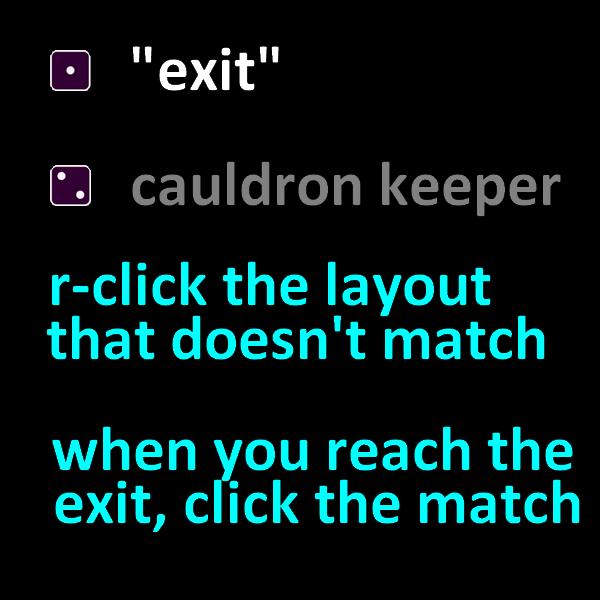 "exit"
cauldron keeper
r-click the layout
that doesn't match
when you reach the
exit, click the match